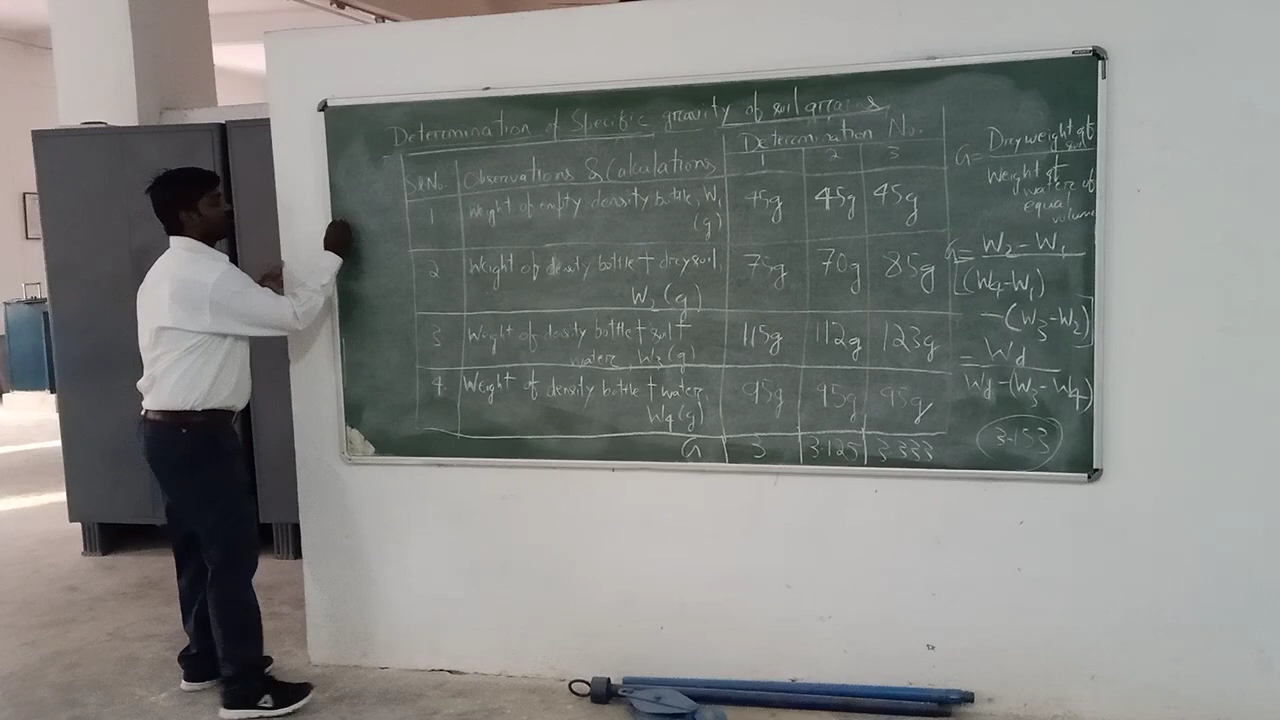 Determination of Specific gravity of soil grains
Determination No.
Sl No. Observations & Calculations 1 2 3
1 Weight of empty density bottle, W1 (g) 45g 45g 45g
2 Weight of density bottle + dry soil, W2 (g) 75g 70g 85g
3 Weight of density bottle + soil + water, W3 (g) 115g 112g 123g
4 Weight of density bottle + water, W4 (g) 95g 95g 95g
G 3 3.125 3.333
G = Dry weight of soil
Weight of
water of
equal
volume
G = W2 - W1
[(W4-W1)
-(W3-W2)]
= Wd
Wd-(W3-W4)
3.153